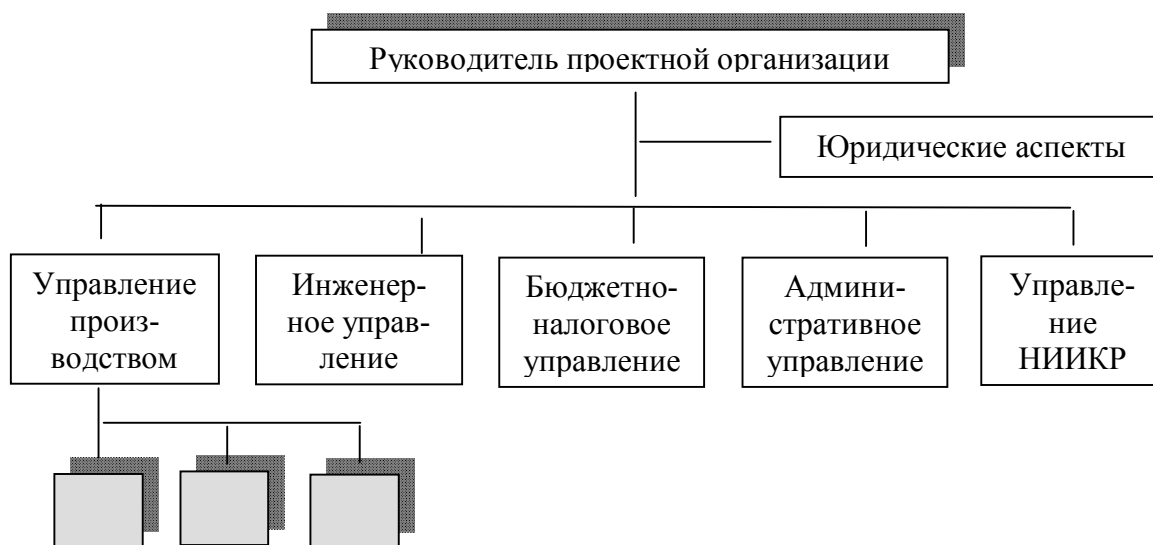 Руководитель проектной организации
Юридические аспекты
Управление
произ-
водством
Инженер-
ное управ-
ление
Бюджетно-
налоговое
управление
Админи-
стративное
управление
Управле-
ние
НИИКР